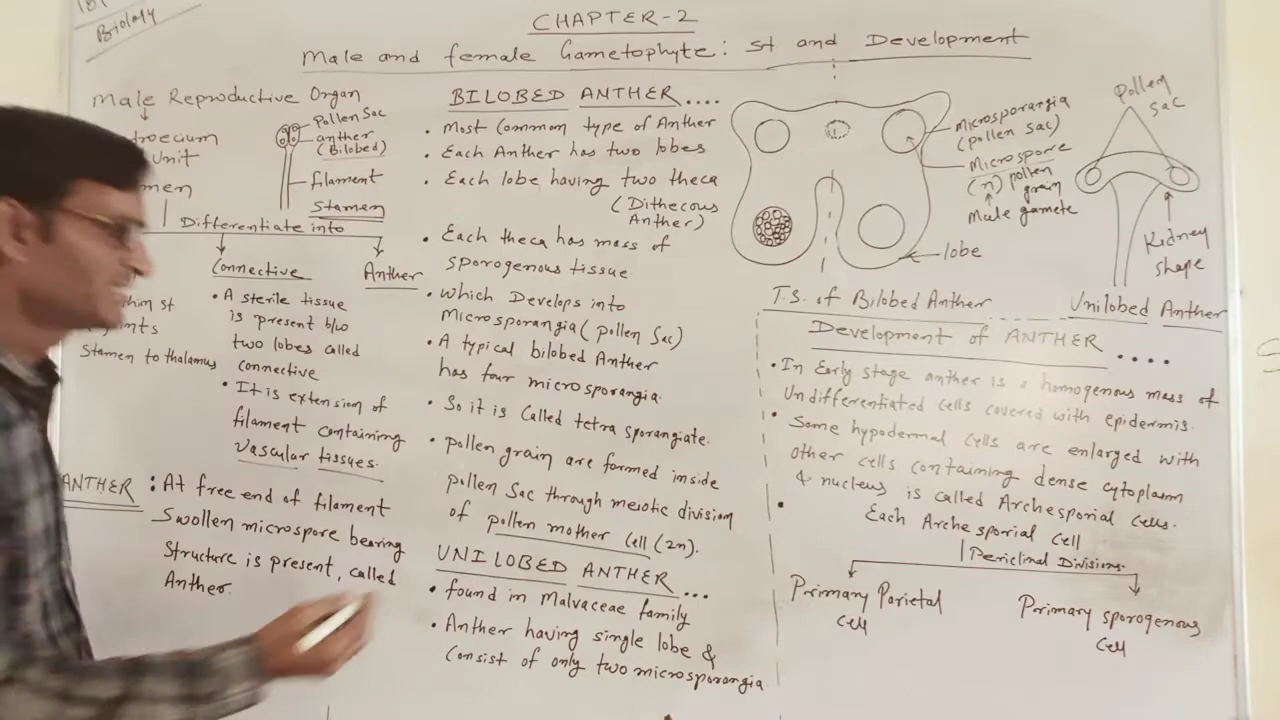 Biology
CHAPTER-2
Male and female Gametophyte: st and Development
Male Reproductive Organ
Pollen Sac
anther
(Bilobed)
filament
Stamen
Unit
Differentiate into
Connective
Anther
• A sterile tissue
is present b/w
two lobes called
connective
• It is extension of
filament containing
vascular tissues.
Stamen to thalamus
ANTHER : At free end of filament
Swollen microspore bearing
Structure is present, called
Anther.
BILOBED ANTHER....
• Most Common type of Anther
• Each Anther has two lobes
• Each lobe having two theca
(Dithecous
Anther)
• Each theca has mass of
sporogenous tissue
• which Develops into
Microsporangia (pollen Sac)
• A typical bilobed Anther
has four microsporangia.
• So it is Called tetra sporangiate.
• pollen grain are formed inside
pollen Sac through meiotic division
of pollen mother Cell (2n).
UNILOBED ANTHER...
• found in Malvaceae family
• Anther having single lobe &
Consist of only two microsporangia
Microsporangia
(pollen Sac)
Microspore
(n) pollen
grain
Male gamete
lobe
T.S. of Bilobed Anther
Pollen
Sac
Kidney
Shape
Unilobed Anther
Development of ANTHER ....
• In Early stage anther is a homogenous mass of
Undifferentiated Cells covered with epidermis.
• Some hypodermal Cells are enlarged with
other Cells containing dense cytoplasm
& nucleus is called Archesporial Cells.
• Each Archesporial Cell
Periclinal Divisions.
Primary Parietal
Cell
Primary sporogenous
Cell